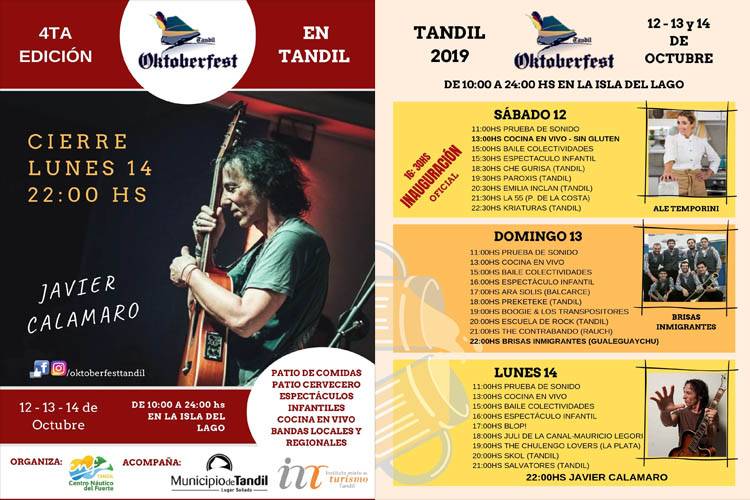 4TA
EDICIÓN
Tandil
Oktoberfest
EN
TANDIL
CIERRE
LUNES 14
22:00 HS
JAVIER
CALAMARO
/oktoberfesttandil
12 - 13 - 14 de
Octubre
DE 10:00 A 24:00 hs
EN LA ISLA DEL
LAGO
PATIO DE COMIDAS
PATIO CERVECERO
ESPECTÁCULOS
INFANTILES
COCINA EN VIVO
BANDAS LOCALES Y
REGIONALES
ORGANIZA:
TANDIL
Centro Náutico
del Fuerte
ACOMPAÑA:
Municipio de Tandil
Lugar Soñado
imt
Instituto mixto de
turismo
Tandil
TANDIL
2019
Tandil
Oktoberfest
12 - 13 y 14
DE
OCTUBRE
DE 10:00 A 24:00 HS EN LA ISLA DEL LAGO
SÁBADO 12
16:30HS
INAUGURACIÓN
OFICIAL
11:00HS PRUEBA DE SONIDO
13:00HS COCINA EN VIVO - SIN GLUTEN
15:00HS BAILE COLECTIVIDADES
15:30HS ESPECTACULO INFANTIL
18:30HS CHE GURISA (TANDIL)
19:30HS PAROXIS (TANDIL)
20:30HS EMILIA INCLAN (TANDIL)
21:30HS LA 55 (P. DE LA COSTA)
22:30HS KRIATURAS (TANDIL)
ALE TEMPORINI
DOMINGO 13
11:00HS PRUEBA DE SONIDO
13:00HS COCINA EN VIVO
15:00HS BAILE COLECTIVIDADES
16:00HS ESPECTÁCULO INFANTIL
17:00HS ARA SOLIS (BALCARCE)
18:00HS PREKETEKE (TANDIL)
19:00HS BOOGIE & LOS TRANSPOSITORES
20:00HS ESCUELA DE ROCK (TANDIL)
21:00HS THE CONTRABANDO (RAUCH)
22:00HS BRISAS INMIGRANTES (GUALEGUAYCHU)
BRISAS
INMIGRANTES
LUNES 14
11:00HS PRUEBA DE SONIDO
13:00HS COCINA EN VIVO
15:00HS BAILE COLECTIVIDADES
16:00HS ESPECTÁCULO INFANTIL
17:00HS BLOP!
18:00HS JULI DE LA CANAL-MAURICIO LEGORI
19:00HS THE CHULENGO LOVERS (LA PLATA)
20:00HS SKOL (TANDIL)
21:00HS SALVATORES (TANDIL)
22:00HS JAVIER CALAMARO